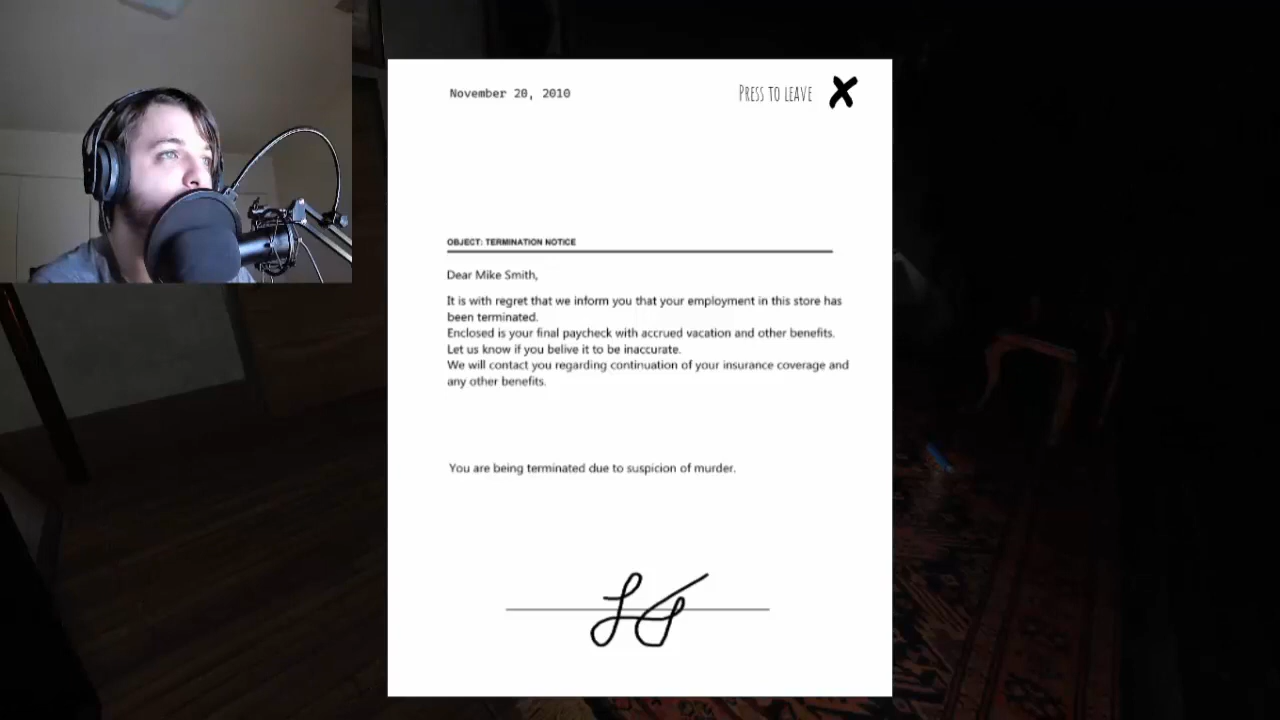 November 28, 2010
Press to leave
OBJECT: TERMINATION NOTICE
Dear Mike Smith,
It is with regret that we inform you that your employment in this store has
been terminated.
Enclosed is your final paycheck with accrued vacation and other benefits.
Let us know if you belive it to be inaccurate.
We will contact you regarding continuation of your insurance coverage and
any other benefits.
You are being terminated due to suspicion of murder.